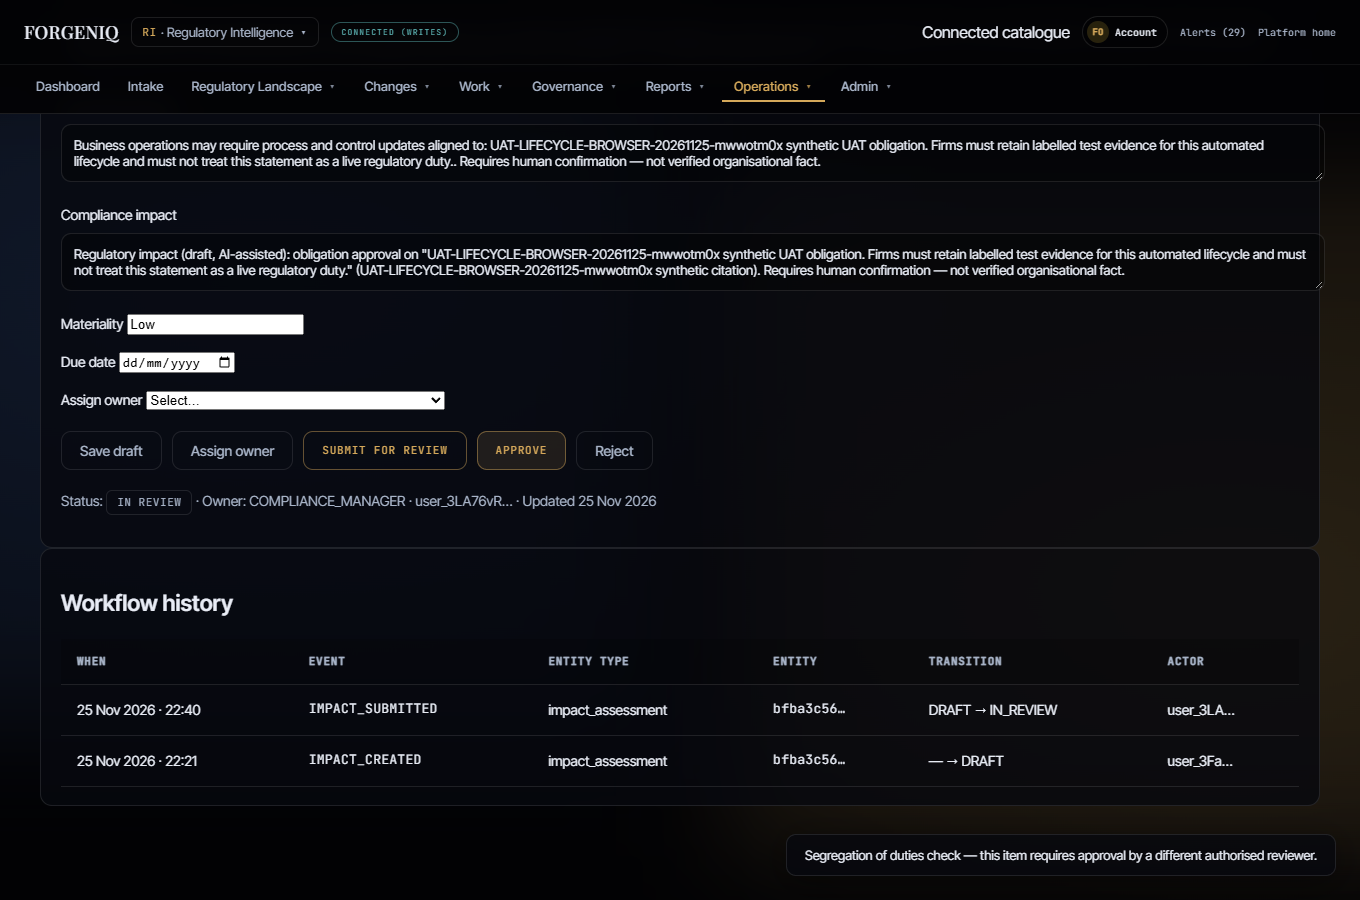 FORGENIQ
RI · Regulatory Intelligence
CONNECTED (WRITES)
Connected catalogue
FO Account
Alerts (29)
Platform home
Dashboard
Intake
Regulatory Landscape
Changes
Work
Governance
Reports
Operations
Admin
Business operations may require process and control updates aligned to: UAT-LIFECYCLE-BROWSER-20261125-mwwotm0x synthetic UAT obligation. Firms must retain labelled test evidence for this automated
lifecycle and must not treat this statement as a live regulatory duty.. Requires human confirmation — not verified organisational fact.
Compliance impact
Regulatory impact (draft, AI-assisted): obligation approval on "UAT-LIFECYCLE-BROWSER-20261125-mwwotm0x synthetic UAT obligation. Firms must retain labelled test evidence for this automated lifecycle and must
not treat this statement as a live regulatory duty." (UAT-LIFECYCLE-BROWSER-20261125-mwwotm0x synthetic citation). Requires human confirmation — not verified organisational fact.
Materiality Low
Due date dd/mm/yyyy
Assign owner Select...
Save draft
Assign owner
SUBMIT FOR REVIEW
APPROVE
Reject
Status: IN REVIEW · Owner: COMPLIANCE_MANAGER · user_3LA76vR… · Updated 25 Nov 2026
Workflow history
WHEN EVENT ENTITY TYPE ENTITY TRANSITION ACTOR
25 Nov 2026 · 22:40 IMPACT_SUBMITTED impact_assessment bfba3c56… DRAFT → IN_REVIEW user_3LA…
25 Nov 2026 · 22:21 IMPACT_CREATED impact_assessment bfba3c56… — → DRAFT user_3Fa…
Segregation of duties check — this item requires approval by a different authorised reviewer.